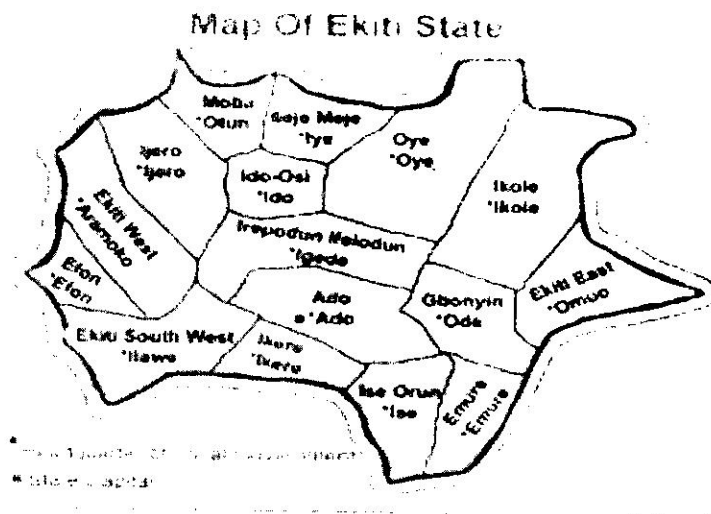 Map Of Ekiti State
Moba
*Otun
Moje
*Iye
Oye
*Oye
Ijero
*Ijero
Ido-Osi
*Ido
Ikole
*Ikole
Ekiti West
*Aramoko
Irepodun
*Igede
Efon
*Efon
Ekiti East
*Omuo
Gbonyin
*Ode
Ado
*Ado
Ekiti South West
*Ilawe
Ikere
*Ikere
Ise Orun
*Ise
Emure
*Emure